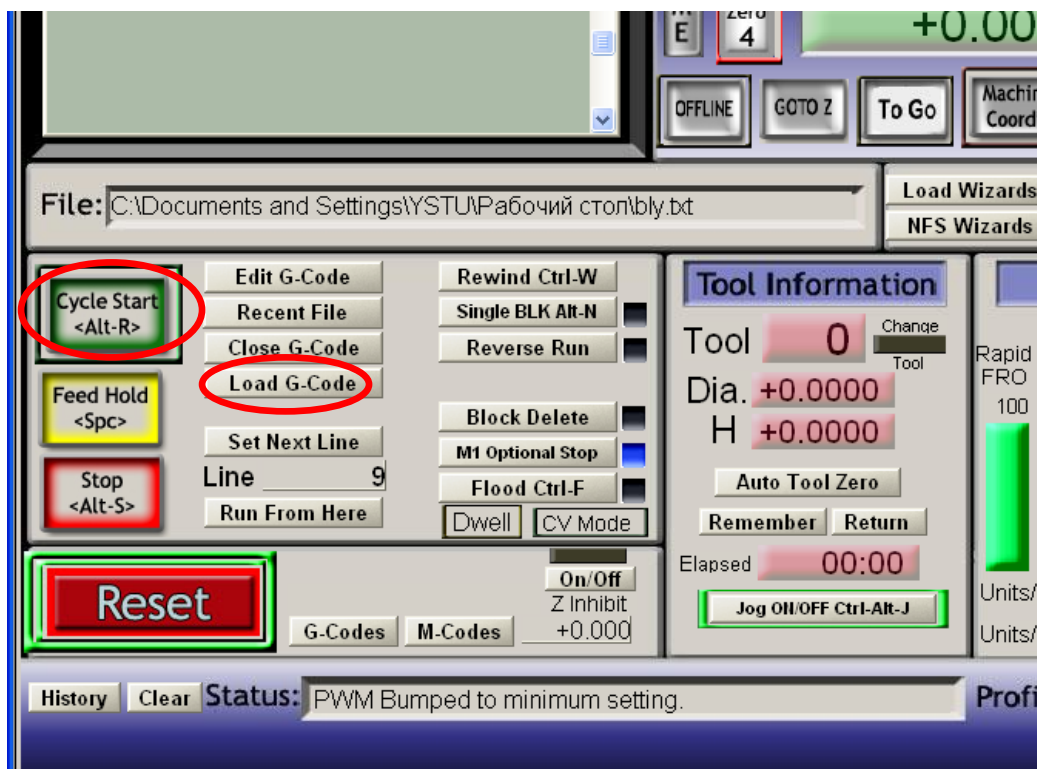 E
Zero
4
+0.00
OFFLINE
GOTO Z
To Go
Machin
Coord
File: C:\Documents and Settings\YSTU\Рабочий стол\bly.txt
Load Wizards
NFS Wizards
Cycle Start
<Alt-R>
Feed Hold
<Spc>
Stop
<Alt-S>
Edit G-Code
Recent File
Close G-Code
Load G-Code
Set Next Line
Line 9
Run From Here
Rewind Ctrl-W
Single BLK Alt-N
Reverse Run
Block Delete
M1 Optional Stop
Flood Ctrl-F
Dwell CV Mode
Tool Information
Tool 0 Change
Tool
Dia. +0.0000
H +0.0000
Auto Tool Zero
Remember Return
Elapsed 00:00
Jog ON/OFF Ctrl-Alt-J
Rapid
FRO
100
Units/
Units/
Reset
G-Codes M-Codes
On/Off
Z Inhibit
+0.000
History Clear Status: PWM Bumped to minimum setting.
Profi